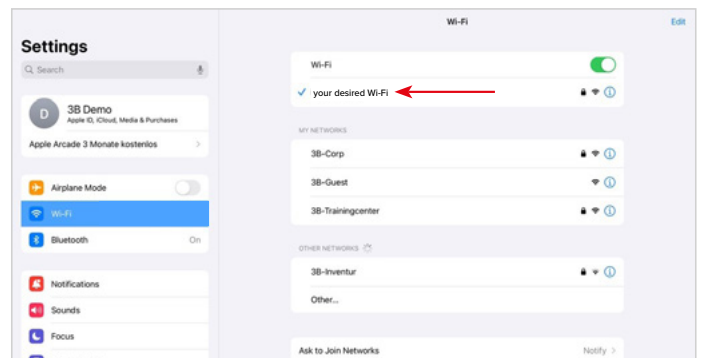 Wi-Fi
Edit
Settings
Search
D
3B Demo
Apple ID, iCloud, Media & Purchases
Apple Arcade 3 Monate kostenlos
Airplane Mode
Wi-Fi
Bluetooth On
Notifications
Sounds
Focus
Wi-Fi
your desired Wi-Fi
MY NETWORKS
3B-Corp
3B-Guest
3B-Trainingcenter
OTHER NETWORKS
3B-Inventur
Other...
Ask to Join Networks Notify